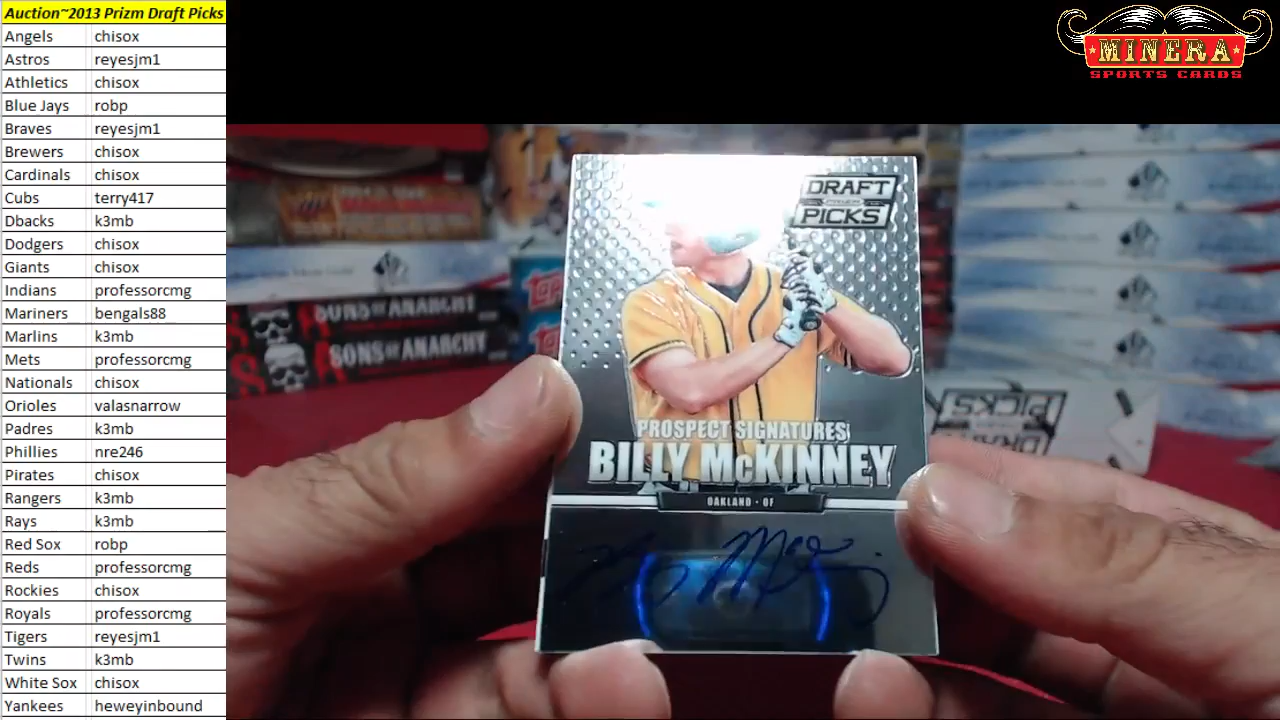 Auction~2013 Prizm Draft Picks
Angels chisox
Astros reyesjm1
Athletics chisox
Blue Jays robp
Braves reyesjm1
Brewers chisox
Cardinals chisox
Cubs terry417
Dbacks k3mb
Dodgers chisox
Giants chisox
Indians professorcmg
Mariners bengals88
Marlins k3mb
Mets professorcmg
Nationals chisox
Orioles valasnarrow
Padres k3mb
Phillies nre246
Pirates chisox
Rangers k3mb
Rays k3mb
Red Sox robp
Reds professorcmg
Rockies chisox
Royals professorcmg
Tigers reyesjm1
Twins k3mb
White Sox chisox
Yankees heweyinbound
MINERA
SPORTS CARDS
DRAFT
PICKS
PROSPECT SIGNATURES
BILLY McKINNEY
OAKLAND · OF
SONS OF ANARCHY
SONS OF ANARCHY
PICKS